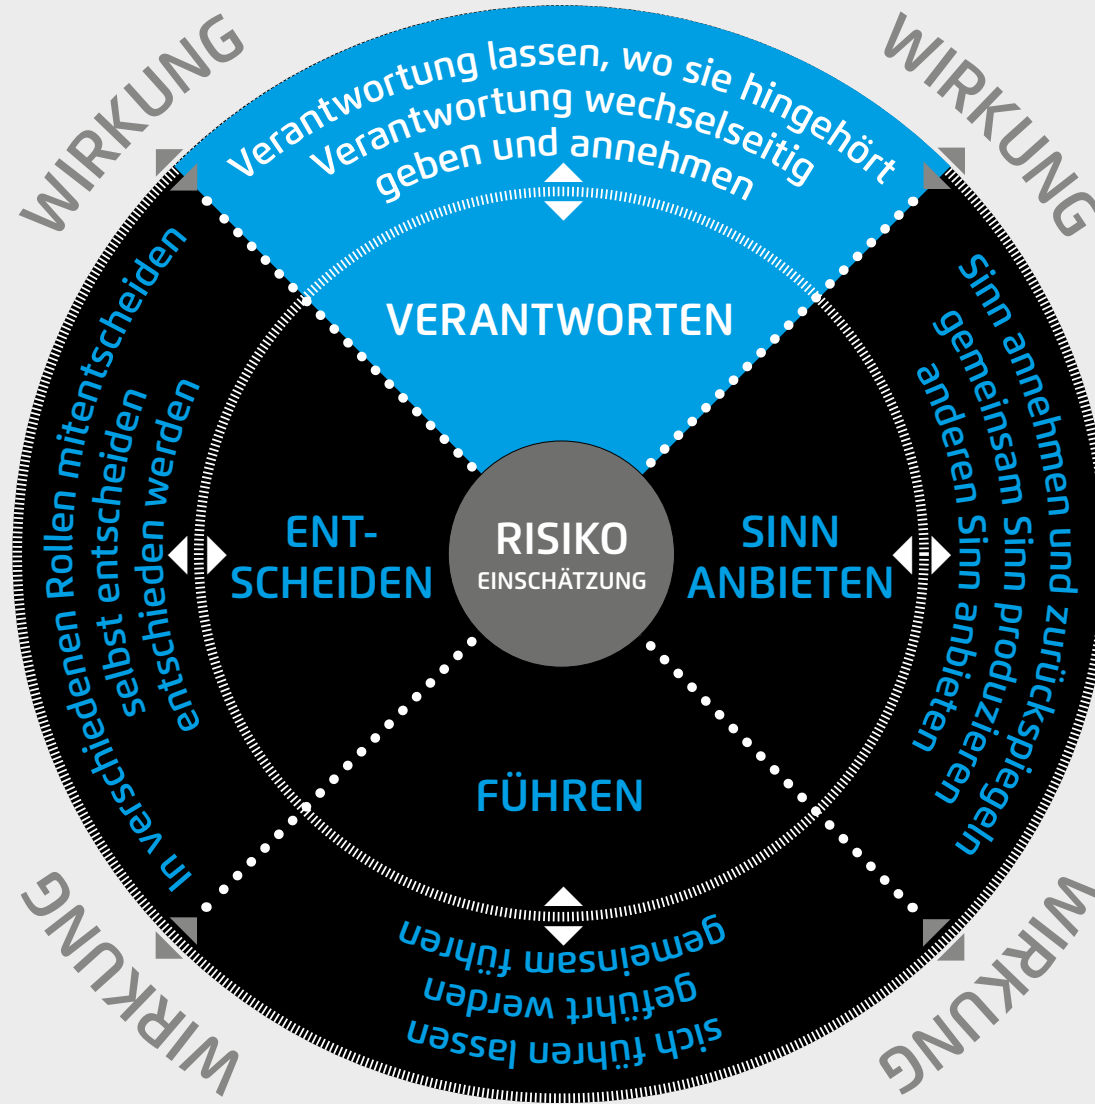 WIRKUNG
WIRKUNG
Verantwortung lassen, wo sie hingehört
Verantwortung wechselseitig
geben und annehmen
VERANTWORTEN
In verschiedenen Rollen mitentscheiden
selbst entscheiden
entschieden werden
ENT-
SCHEIDEN
RISIKO
EINSCHÄTZUNG
SINN
ANBIETEN
Sinn annehmen und zurückspiegeln
gemeinsam Sinn produzieren
anderen Sinn anbieten
FÜHREN
sich führen lassen
geführt werden
gemeinsam führen
WIRKUNG
WIRKUNG